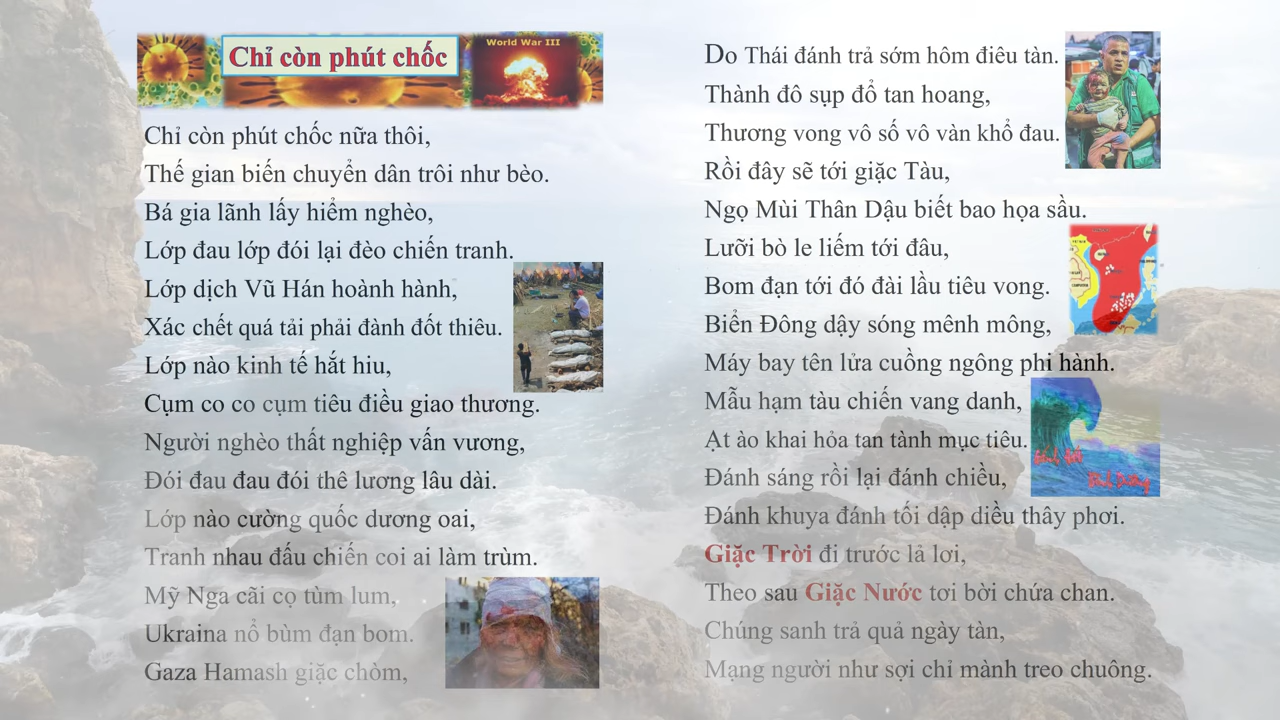 Chỉ còn phút chốc
World War III
Chỉ còn phút chốc nữa thôi,
Thế gian biến chuyển dân trôi như bèo.
Bá gia lãnh lấy hiểm nghèo,
Lớp đau lớp đói lại đèo chiến tranh.
Lớp dịch Vũ Hán hoành hành,
Xác chết quá tải phải đành đốt thiêu.
Lớp nào kinh tế hắt hiu,
Cụm co co cụm tiêu điều giao thương.
Người nghèo thất nghiệp vấn vương,
Đói đau đau đói thê lương lâu dài.
Lớp nào cường quốc dương oai,
Tranh nhau đấu chiến coi ai làm trùm.
Mỹ Nga cãi cọ tùm lum,
Ukraina nổ bùm đạn bom.
Gaza Hamash giặc chòm,
Do Thái đánh trả sớm hôm điêu tàn.
Thành đô sụp đổ tan hoang,
Thương vong vô số vô vàn khổ đau.
Rồi đây sẽ tới giặc Tàu,
Ngọ Mùi Thân Dậu biết bao họa sầu.
Lưỡi bò le liếm tới đâu,
Bom đạn tới đó đài lầu tiêu vong.
Biển Đông dậy sóng mênh mông,
Máy bay tên lửa cuồng ngông phi hành.
Mẫu hạm tàu chiến vang danh,
Ạt ào khai hỏa tan tành mục tiêu.
Đánh sáng rồi lại đánh chiều,
Đánh khuya đánh tối dập diều thây phơi.
Giặc Trời đi trước lả lơi,
Theo sau Giặc Nước tơi bời chứa chan.
Chúng sanh trả quả ngày tàn,
Mạng người như sợi chỉ mành treo chuông.